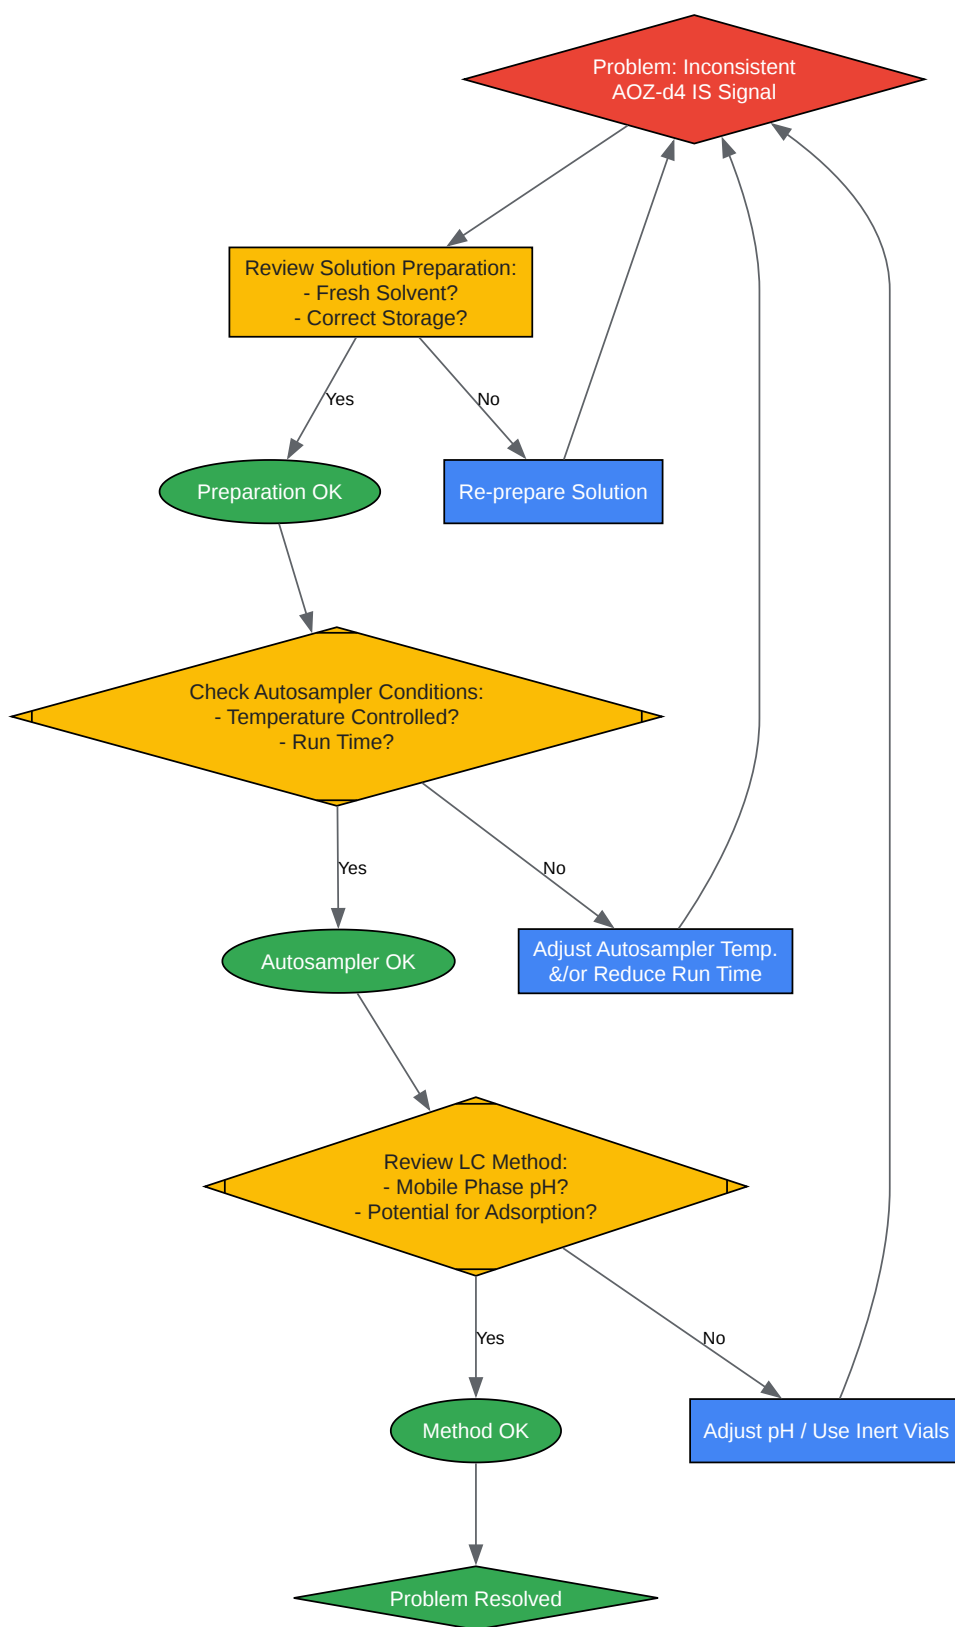 Problem: Inconsistent
AOZ-d4 IS Signal
Review Solution Preparation:
- Fresh Solvent?
- Correct Storage?
Yes
No
Preparation OK
Re-prepare Solution
Check Autosampler Conditions:
- Temperature Controlled?
- Run Time?
Yes
No
Autosampler OK
Adjust Autosampler Temp.
&/or Reduce Run Time
Review LC Method:
- Mobile Phase pH?
- Potential for Adsorption?
Yes
No
Method OK
Adjust pH / Use Inert Vials
Problem Resolved